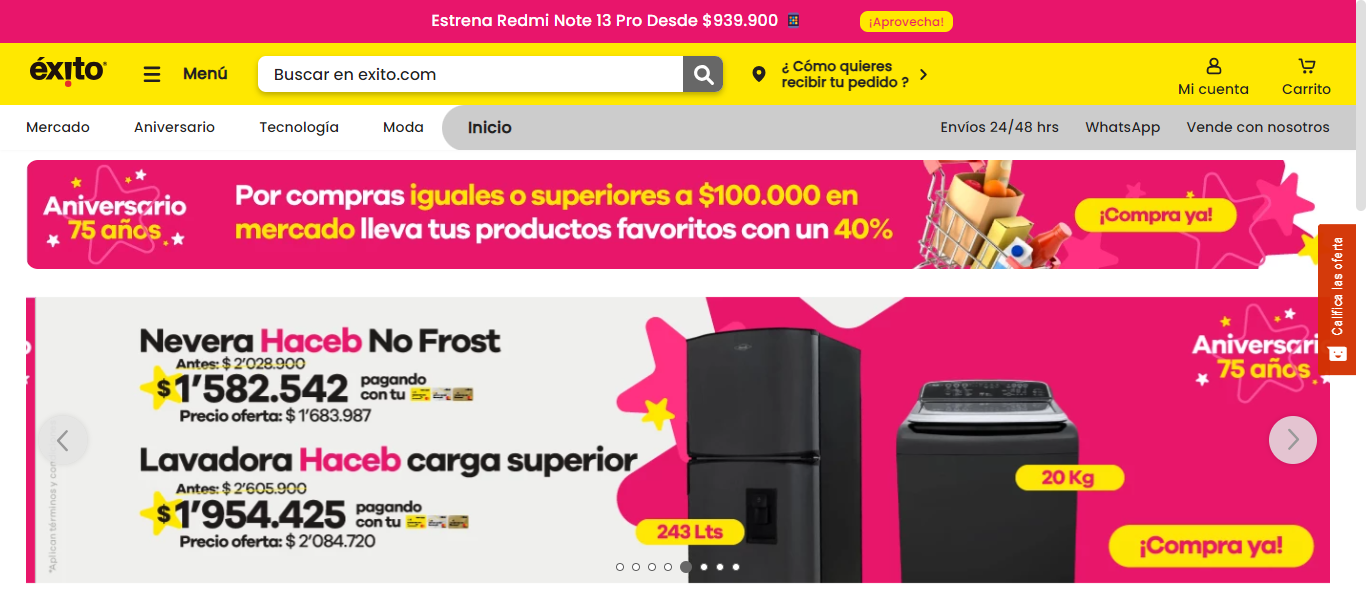 Estrena Redmi Note 13 Pro Desde $939.900
¡Aprovecha!
éxito
Menú
Buscar en exito.com
¿ Cómo quieres
recibir tu pedido ?
Mi cuenta
Carrito
Mercado
Aniversario
Tecnología
Moda
Inicio
Envíos 24/48 hrs
WhatsApp
Vende con nosotros
Aniversario
75 años
Por compras iguales o superiores a $100.000 en
mercado lleva tus productos favoritos con un 40%
¡Compra ya!
Califica las oferta
Nevera Haceb No Frost
Antes: $ 2'028.900
$1'582.542
pagando
con tu
Precio oferta: $ 1'683.987
Lavadora Haceb carga superior
Antes: $ 2'605.900
$1'954.425
pagando
con tu
Precio oferta: $ 2'084.720
*Aplican términos y con
243 Lts
20 Kg
Aniversari
75 años
¡Compra ya!